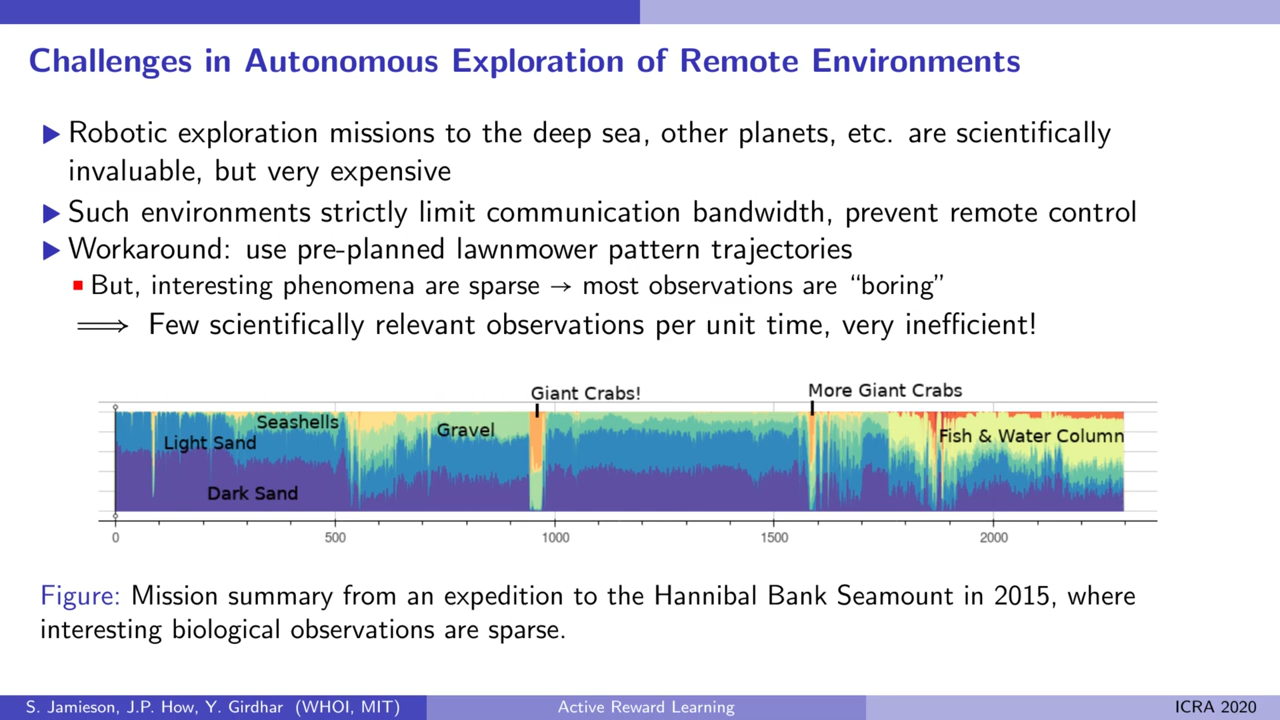 Challenges in Autonomous Exploration of Remote Environments
▶ Robotic exploration missions to the deep sea, other planets, etc. are scientifically
invaluable, but very expensive
▶ Such environments strictly limit communication bandwidth, prevent remote control
▶ Workaround: use pre-planned lawnmower pattern trajectories
■ But, interesting phenomena are sparse → most observations are “boring”
⟹ Few scientifically relevant observations per unit time, very inefficient!
Giant Crabs!
More Giant Crabs
Seashells
Light Sand
Gravel
Fish & Water Column
Dark Sand
0 500 1000 1500 2000
Figure: Mission summary from an expedition to the Hannibal Bank Seamount in 2015, where
interesting biological observations are sparse.
S. Jamieson, J.P. How, Y. Girdhar (WHOI, MIT) Active Reward Learning ICRA 2020